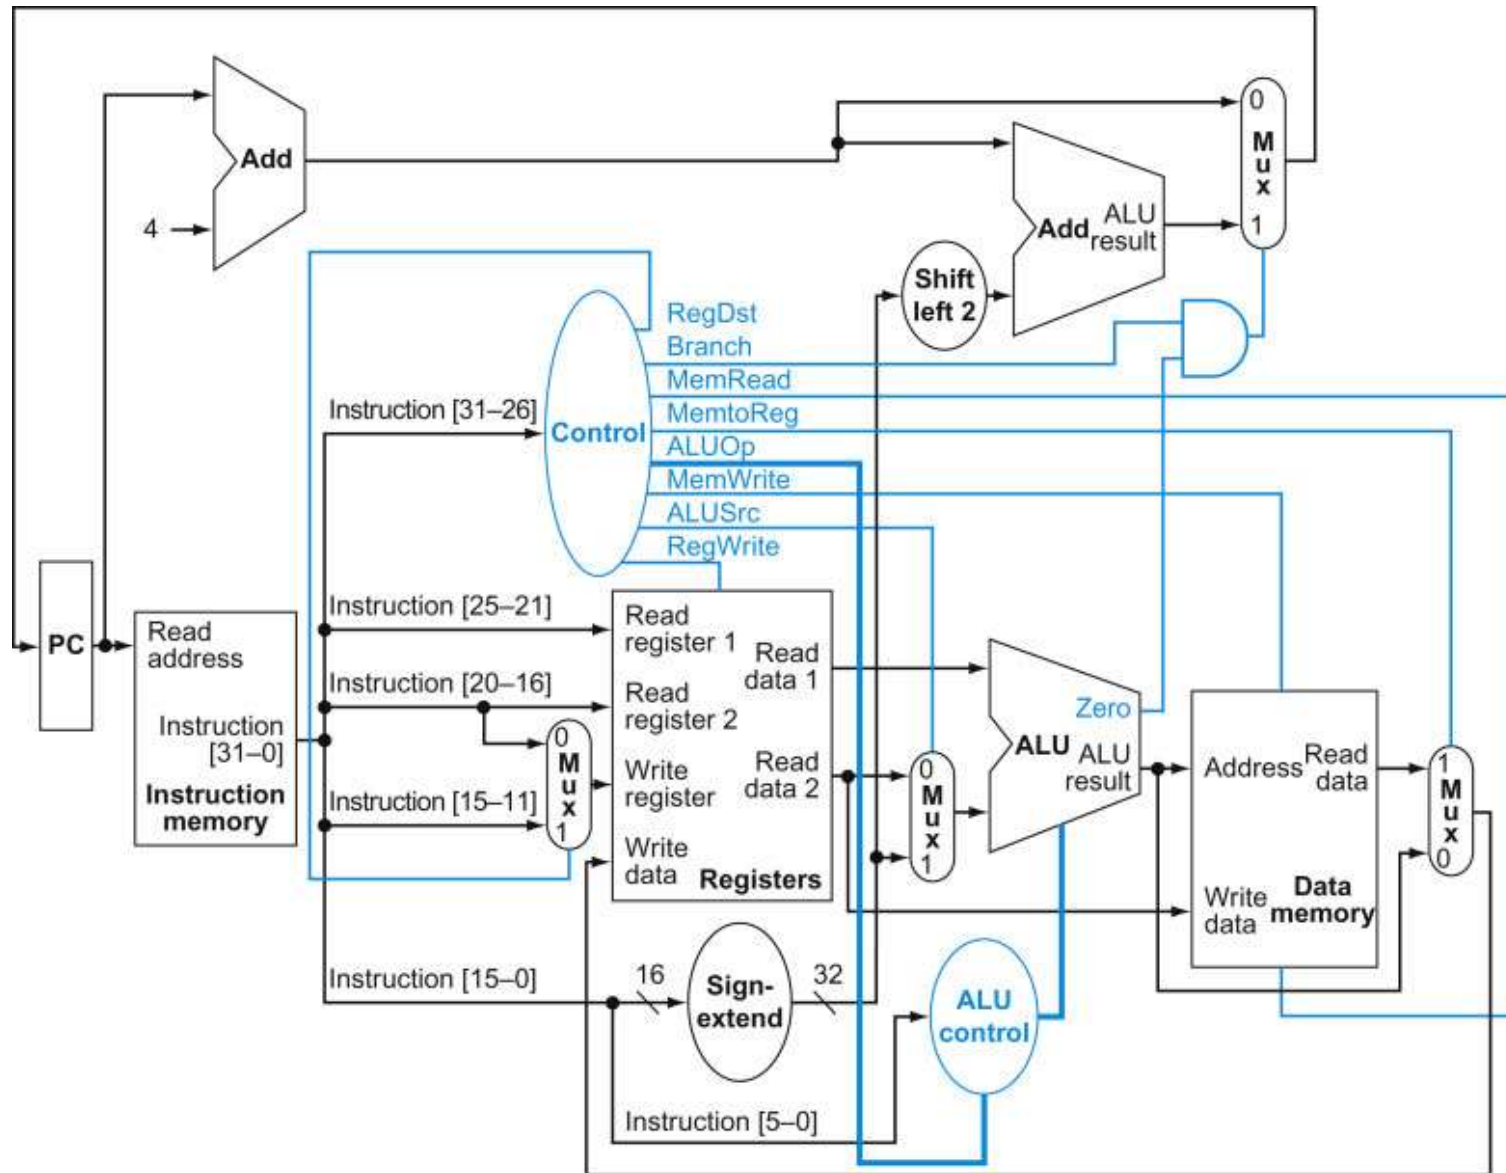 0
M
u
x
1
Add
4
Add
ALU
result
Shift
left 2
RegDst
Branch
MemRead
MemtoReg
ALUOp
MemWrite
ALUSrc
RegWrite
Control
Instruction [31–26]
PC
Read
address
Instruction
[31–0]
Instruction
memory
Instruction [25–21]
Instruction [20–16]
Instruction [15–11]
0
M
u
x
1
Read
register 1
Read
register 2
Write
register
Write
data
Read
data 1
Read
data 2
Registers
0
M
u
x
1
Zero
ALU
ALU
result
Address
Read
data
Write
data
Data
memory
1
M
u
x
0
Instruction [15–0]
16
Sign-
extend
32
ALU
control
Instruction [5–0]